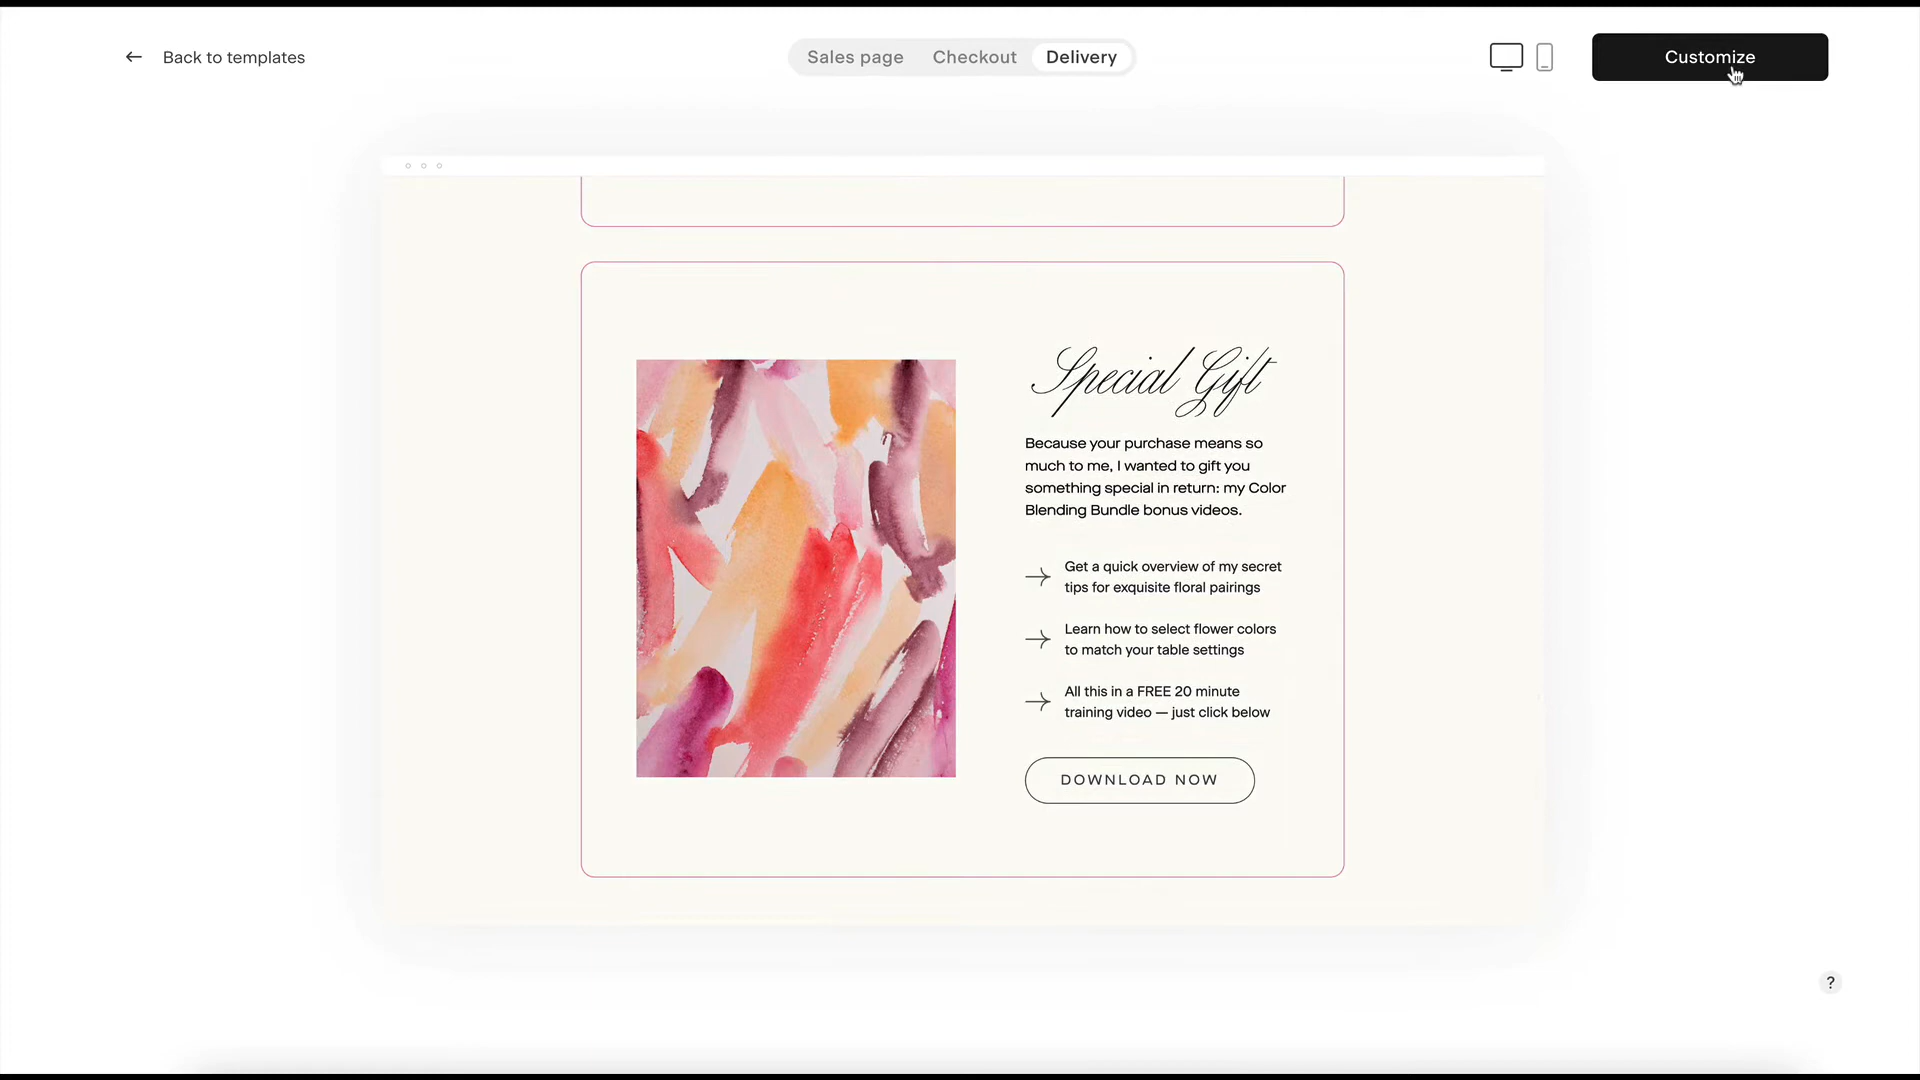 Back to templates
Sales page
Checkout
Delivery
Customize
Special Gift
Because your purchase means so
much to me, I wanted to gift you
something special in return: my Color
Blending Bundle bonus videos.
Get a quick overview of my secret
tips for exquisite floral pairings
Learn how to select flower colors
to match your table settings
All this in a FREE 20 minute
training video — just click below
DOWNLOAD NOW
?